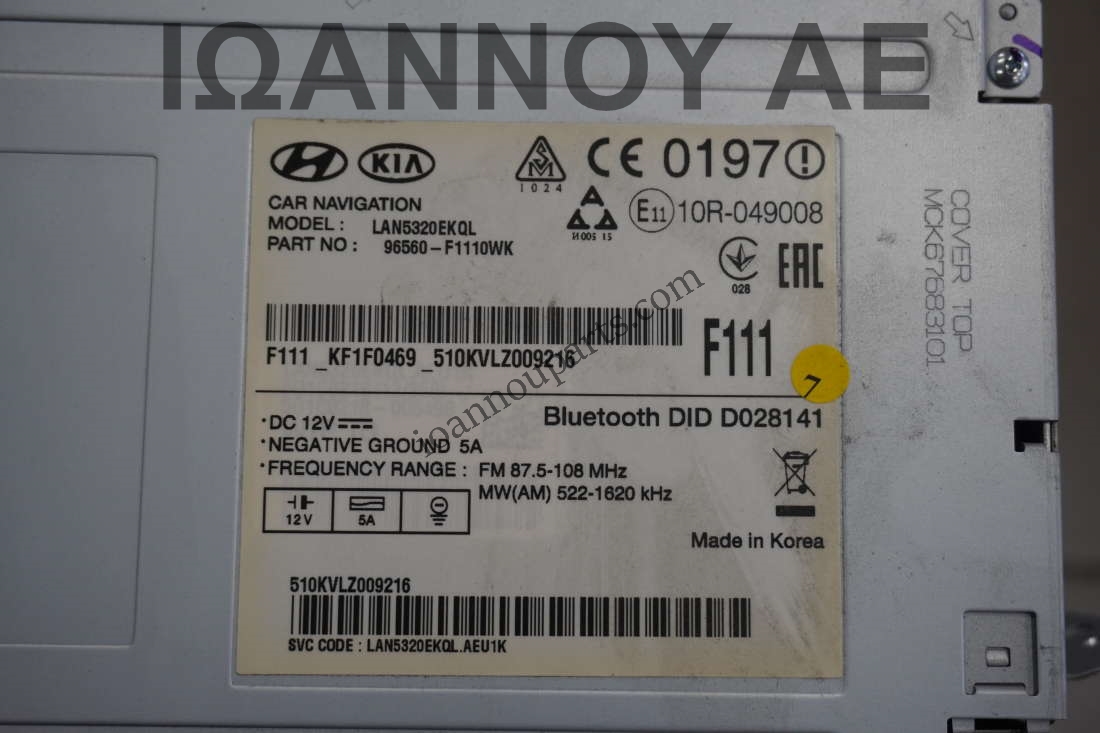 ΙΩΑΝΝΟΥ ΑΕ
KIA
SM
1024
CE 0197
CAR NAVIGATION
MODEL : LAN5320EKQL
PART NO : 96560-F1110WK
И005 15
E11 10R-049008
028
EAC
F111_KF1F0469_510KVLZ009216
F111
7
ioannouparts.com
Bluetooth DID D028141
·DC 12V
·NEGATIVE GROUND 5A
·FREQUENCY RANGE : FM 87.5-108 MHz
MW(AM) 522-1620 kHz
12V
5A
Made in Korea
510KVLZ009216
SVC CODE : LAN5320EKQL.AEU1K
COVER TOP
MCK67683101